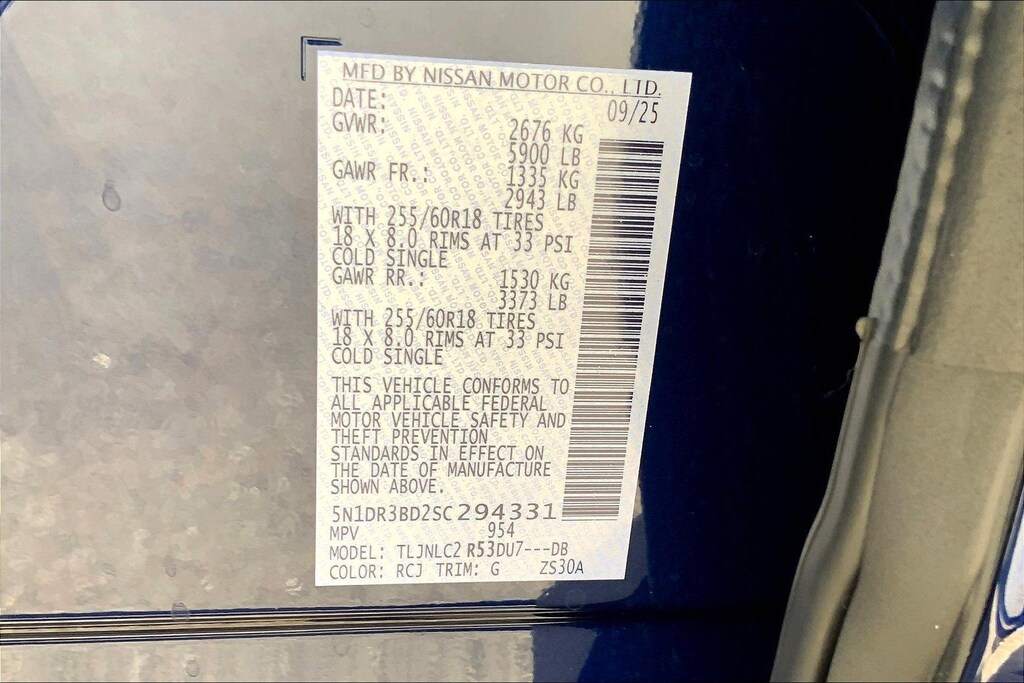 MFD BY NISSAN MOTOR CO., LTD.
DATE: 09/25
GVWR: 2676 KG
5900 LB
GAWR FR.: 1335 KG
2943 LB
WITH 255/60R18 TIRES
18 X 8.0 RIMS AT 33 PSI
COLD SINGLE
GAWR RR.: 1530 KG
3373 LB
WITH 255/60R18 TIRES
18 X 8.0 RIMS AT 33 PSI
COLD SINGLE
THIS VEHICLE CONFORMS TO
ALL APPLICABLE FEDERAL
MOTOR VEHICLE SAFETY AND
THEFT PREVENTION
STANDARDS IN EFFECT ON
THE DATE OF MANUFACTURE
SHOWN ABOVE.
5N1DR3BD2SC294331
MPV 954
MODEL: TLJNLC2 R53DU7---DB
COLOR: RCJ TRIM: G ZS30A